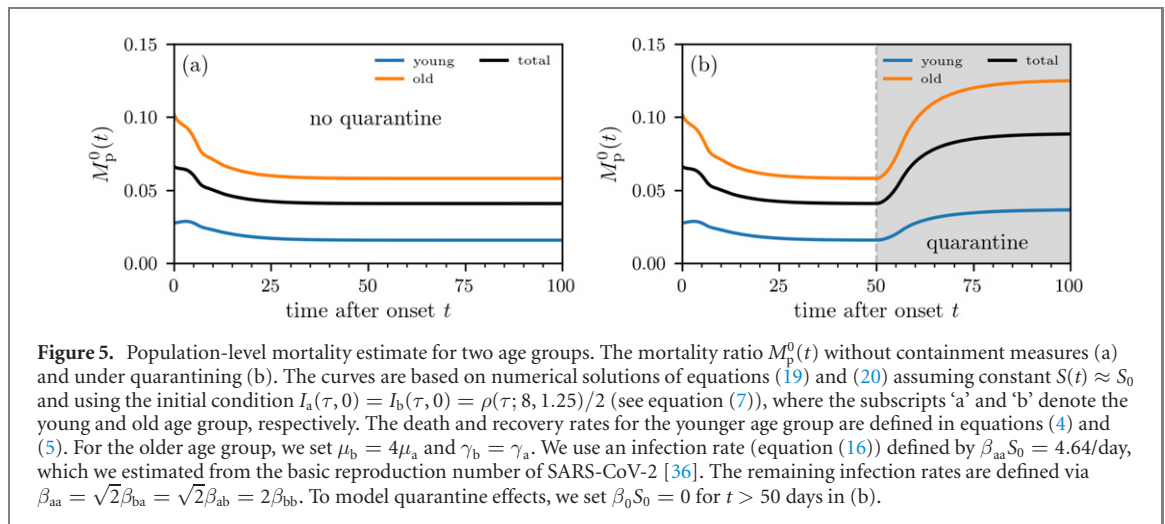 0.15
0.10
0.05
0.00
M_p^0(t)
(a)
young
old
total
no quarantine
0
25
50
75
100
time after onset t
0.15
0.10
0.05
0.00
M_p^0(t)
(b)
young
old
total
quarantine
0
25
50
75
100
time after onset t
Figure 5. Population-level mortality estimate for two age groups. The mortality ratio M_p^0(t) without containment measures (a)
and under quarantining (b). The curves are based on numerical solutions of equations (19) and (20) assuming constant S(t) ≈ S_0
and using the initial condition I_a(τ, 0) = I_b(τ, 0) = ρ(τ; 8, 1.25)/2 (see equation (7)), where the subscripts ‘a’ and ‘b’ denote the
young and old age group, respectively. The death and recovery rates for the younger age group are defined in equations (4) and
(5). For the older age group, we set μ_b = 4μ_a and γ_b = γ_a. We use an infection rate (equation (16)) defined by β_aa S_0 = 4.64/day,
which we estimated from the basic reproduction number of SARS-CoV-2 [36]. The remaining infection rates are defined via
β_aa = √2β_ba = √2β_ab = 2β_bb. To model quarantine effects, we set β_0 S_0 = 0 for t > 50 days in (b).